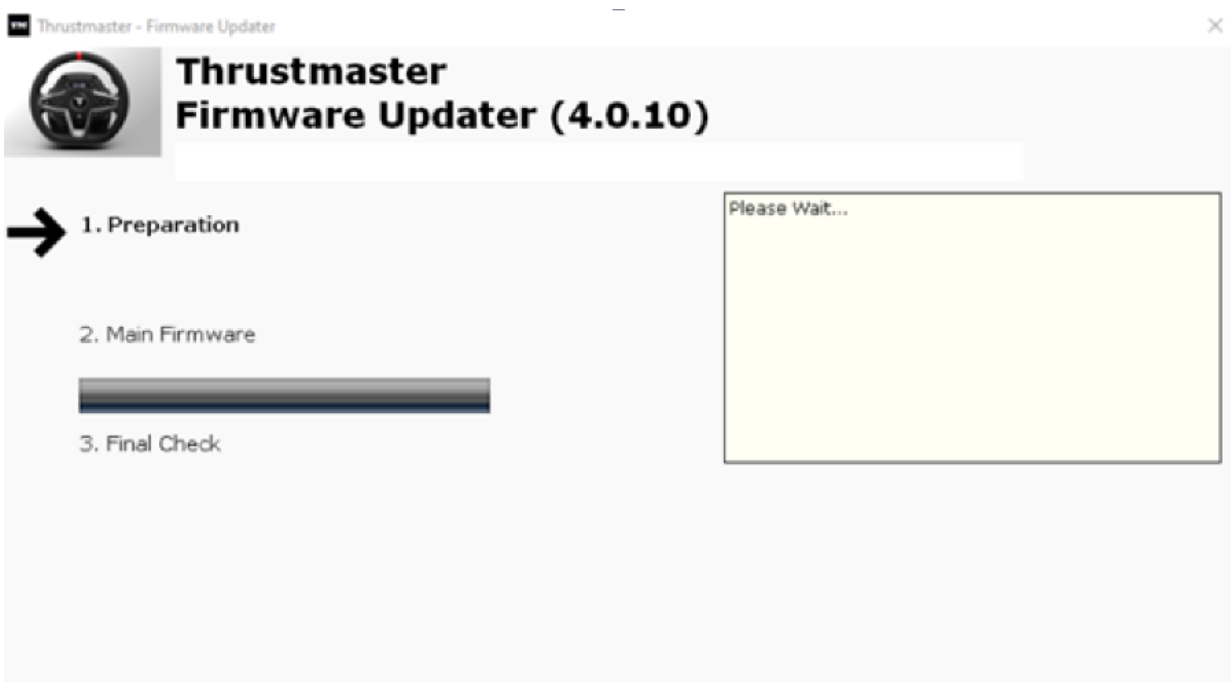 Thrustmaster - Firmware Updater
Thrustmaster
Firmware Updater (4.0.10)
1. Preparation
Please Wait...
2. Main Firmware
3. Final Check